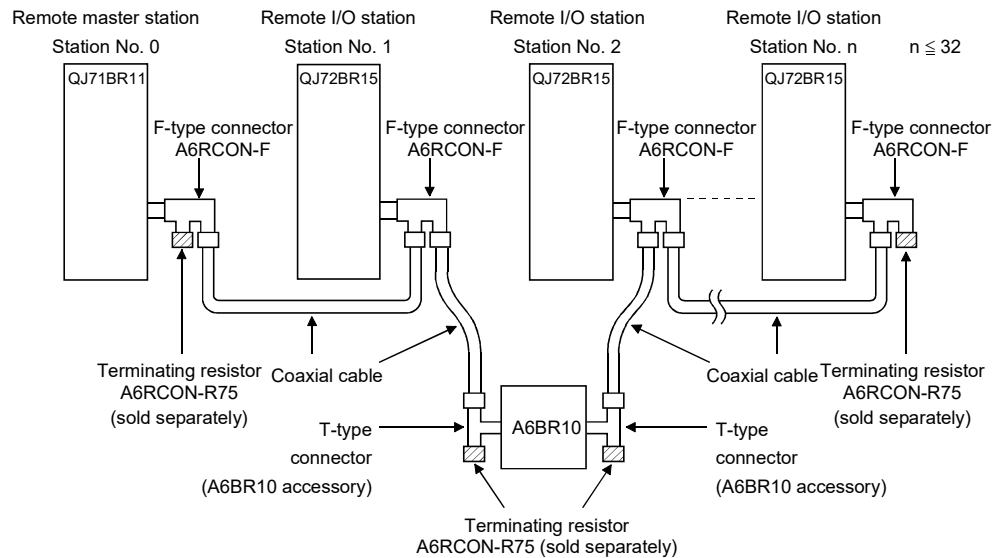 Remote master station
Remote I/O station
Remote I/O station
Remote I/O station
Station No. 0
Station No. 1
Station No. 2
Station No. n
n ≦ 32
QJ71BR11
QJ72BR15
QJ72BR15
QJ72BR15
F-type connector
A6RCON-F
F-type connector
A6RCON-F
F-type connector
A6RCON-F
F-type connector
A6RCON-F
Terminating resistor
A6RCON-R75
(sold separately)
Coaxial cable
Coaxial cable
Terminating resistor
A6RCON-R75
(sold separately)
T-type
connector
(A6BR10 accessory)
A6BR10
T-type
connector
(A6BR10 accessory)
Terminating resistor
A6RCON-R75 (sold separately)